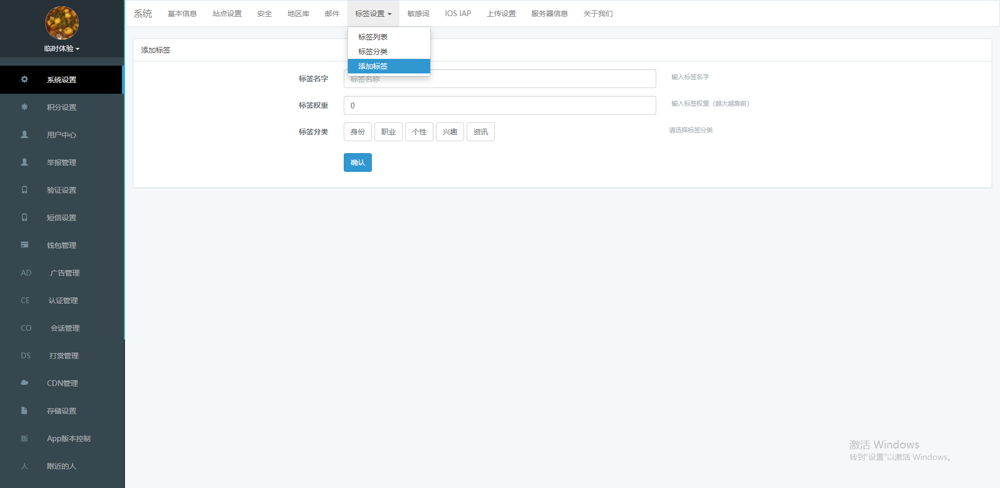 临时体验
系统设置
积分设置
用户中心
举报管理
验证设置
短信设置
钱包管理
AD 广告管理
CE 认证管理
CO 会话管理
DS 打赏管理
CDN管理
存储设置
版 App版本控制
人 附近的人
系统 基本信息 站点设置 安全 地区库 邮件 标签设置 敏感词 IOS IAP 上传设置 服务器信息 关于我们
标签列表
标签分类
添加标签
添加标签
标签名字 标签名称 输入标签名字
标签权重 0 输入标签权重（越大越靠前）
标签分类 身份 职业 个性 兴趣 资讯 请选择标签分类
确认
激活 Windows
转到"设置"以激活 Windows。